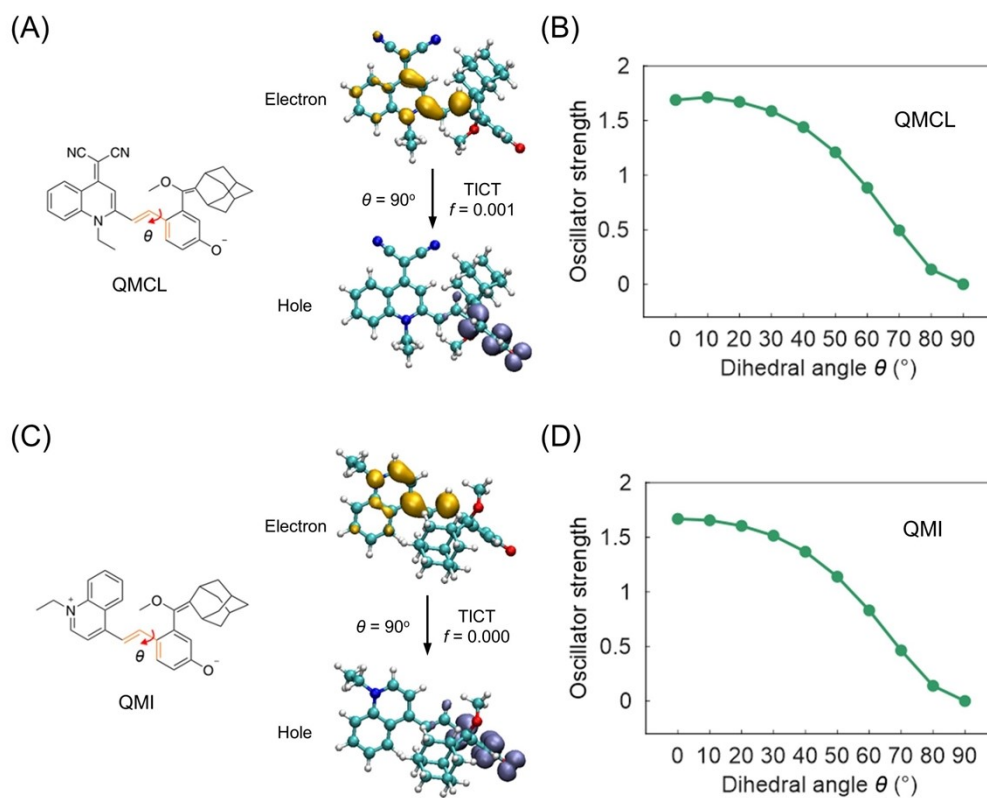 (A)
Electron
θ = 90°
TICT
f = 0.001
Hole
NC
CN
O
N
θ
O⁻
QMCL
(B)
Oscillator strength
2
1.5
1
0.5
0
QMCL
0 10 20 30 40 50 60 70 80 90
Dihedral angle θ (°)
(C)
Electron
θ = 90°
TICT
f = 0.000
Hole
N⁺
O
θ
O⁻
QMI
(D)
Oscillator strength
2
1.5
1
0.5
0
QMI
0 10 20 30 40 50 60 70 80 90
Dihedral angle θ (°)